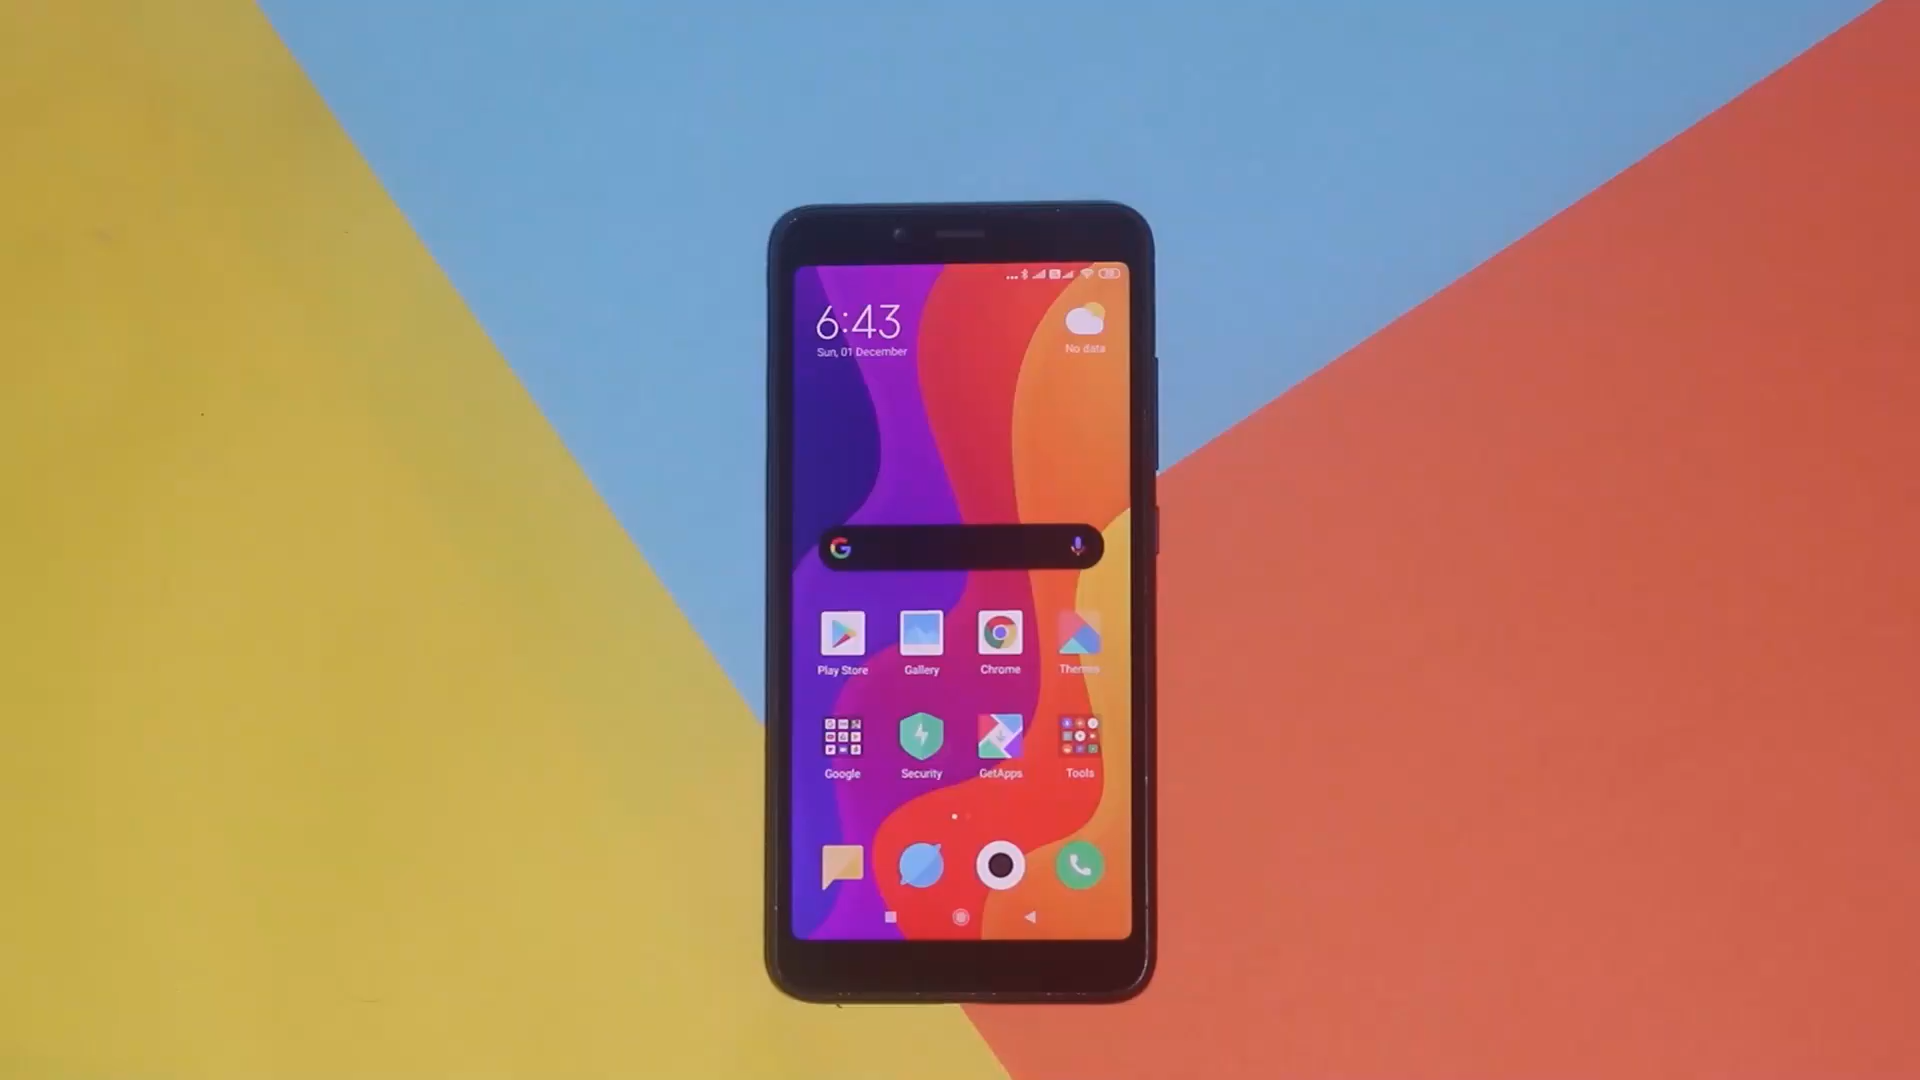 6:43
Sun, 01 December
No data
Play Store
Gallery
Chrome
Themes
Google
Security
GetApps
Tools